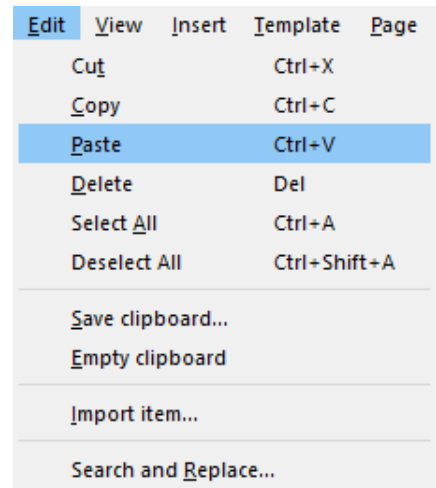 Edit View Insert Template Page
Cut Ctrl+X
Copy Ctrl+C
Paste Ctrl+V
Delete Del
Select All Ctrl+A
Deselect All Ctrl+Shift+A
Save clipboard...
Empty clipboard
Import item...
Search and Replace...